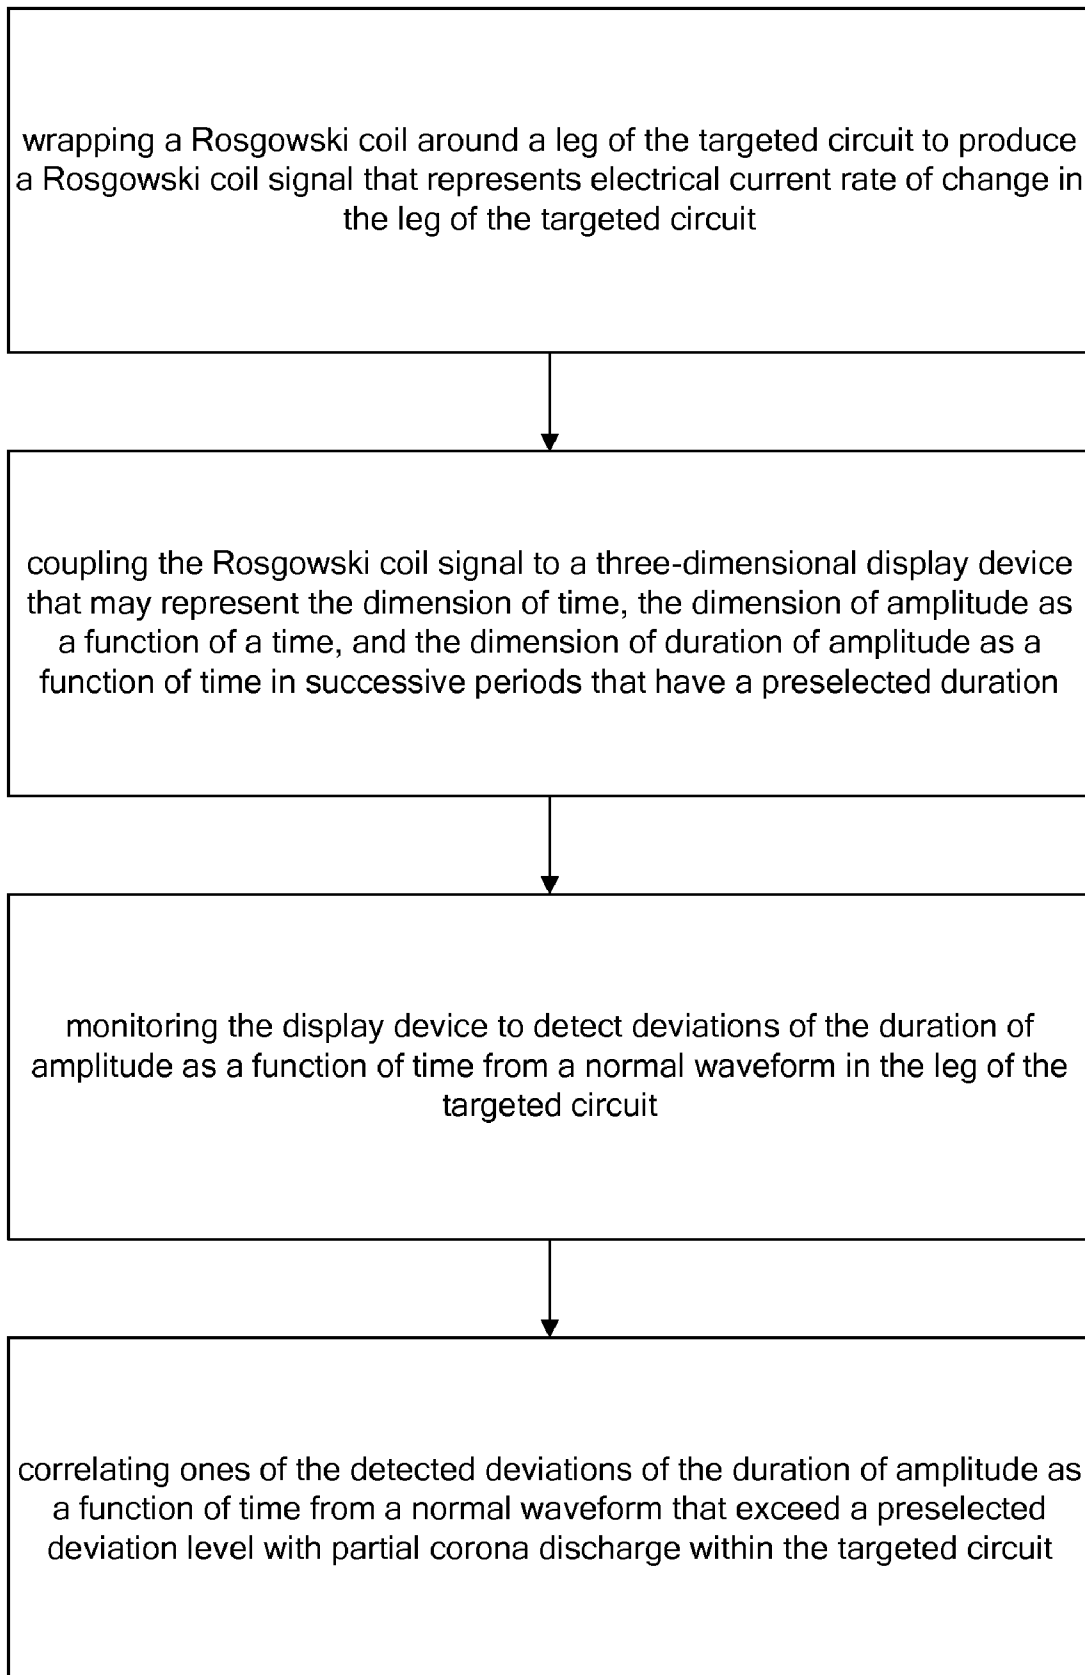 wrapping a Rosgowski coil around a leg of the targeted circuit to produce
a Rosgowski coil signal that represents electrical current rate of change in
the leg of the targeted circuit
coupling the Rosgowski coil signal to a three-dimensional display device
that may represent the dimension of time, the dimension of amplitude as
a function of a time, and the dimension of duration of amplitude as a
function of time in successive periods that have a preselected duration
monitoring the display device to detect deviations of the duration of
amplitude as a function of time from a normal waveform in the leg of the
targeted circuit
correlating ones of the detected deviations of the duration of amplitude as
a function of time from a normal waveform that exceed a preselected
deviation level with partial corona discharge within the targeted circuit